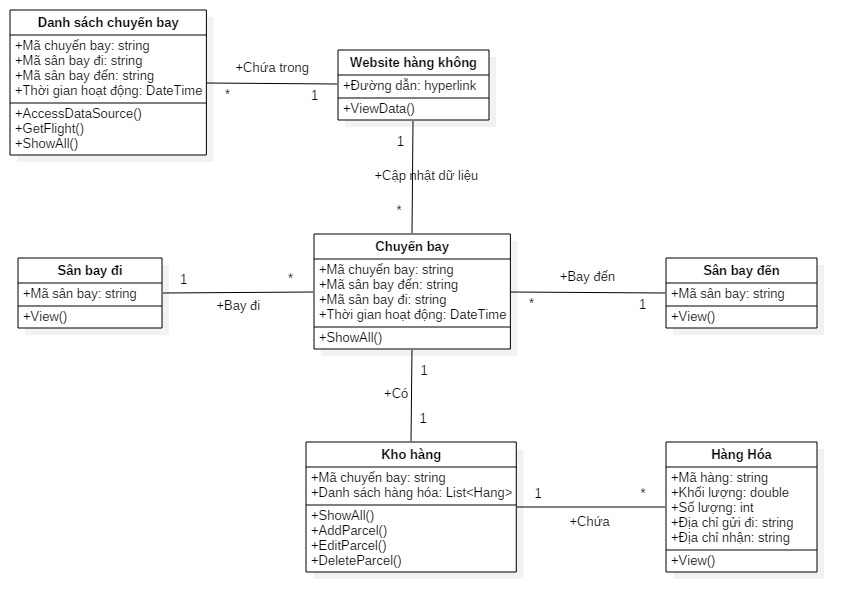 Danh sách chuyến bay
+Mã chuyến bay: string
+Mã sân bay đi: string
+Mã sân bay đến: string
+Thời gian hoạt động: DateTime
+AccessDataSource()
+GetFlight()
+ShowAll()
+Chứa trong
*
1
Website hàng không
+Đường dẫn: hyperlink
+ViewData()
1
+Cập nhật dữ liệu
*
Sân bay đi
+Mã sân bay: string
+View()
1
*
+Bay đi
Chuyến bay
+Mã chuyến bay: string
+Mã sân bay đến: string
+Mã sân bay đi: string
+Thời gian hoạt động: DateTime
+ShowAll()
+Bay đến
*
1
Sân bay đến
+Mã sân bay: string
+View()
1
+Có
1
Kho hàng
+Mã chuyến bay: string
+Danh sách hàng hóa: List<Hang>
+ShowAll()
+AddParcel()
+EditParcel()
+DeleteParcel()
1
*
+Chứa
Hàng Hóa
+Mã hàng: string
+Khối lượng: double
+Số lượng: int
+Địa chỉ gửi đi: string
+Địa chỉ nhận: string
+View()